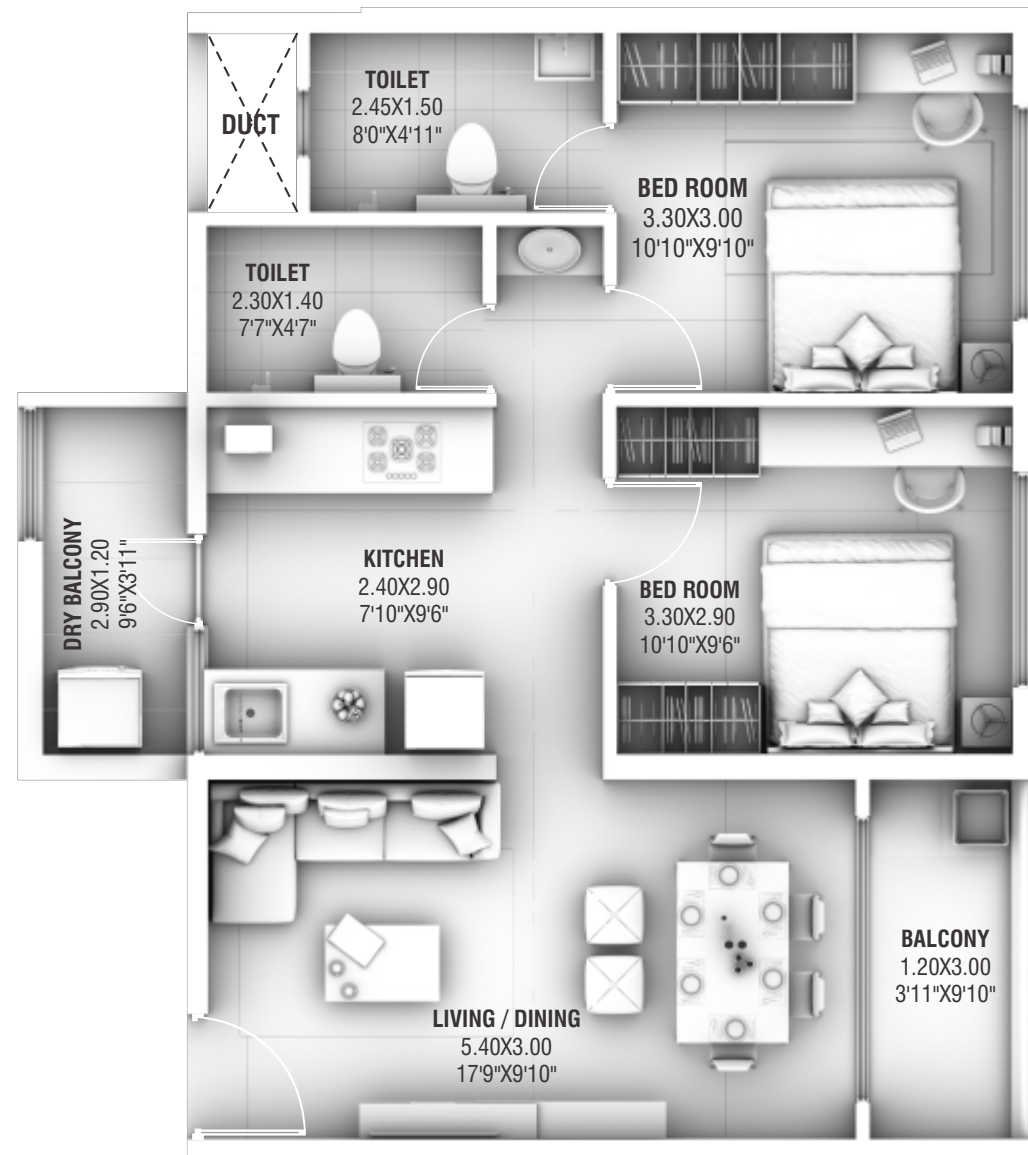 TOILET
2.45X1.50
8'0"X4'11"
DUCT
BED ROOM
3.30X3.00
10'10"X9'10"
TOILET
2.30X1.40
7'7"X4'7"
DRY BALCONY
2.90X1.20
9'6"X3'11"
KITCHEN
2.40X2.90
7'10"X9'6"
BED ROOM
3.30X2.90
10'10"X9'6"
BALCONY
1.20X3.00
3'11"X9'10"
LIVING / DINING
5.40X3.00
17'9"X9'10"